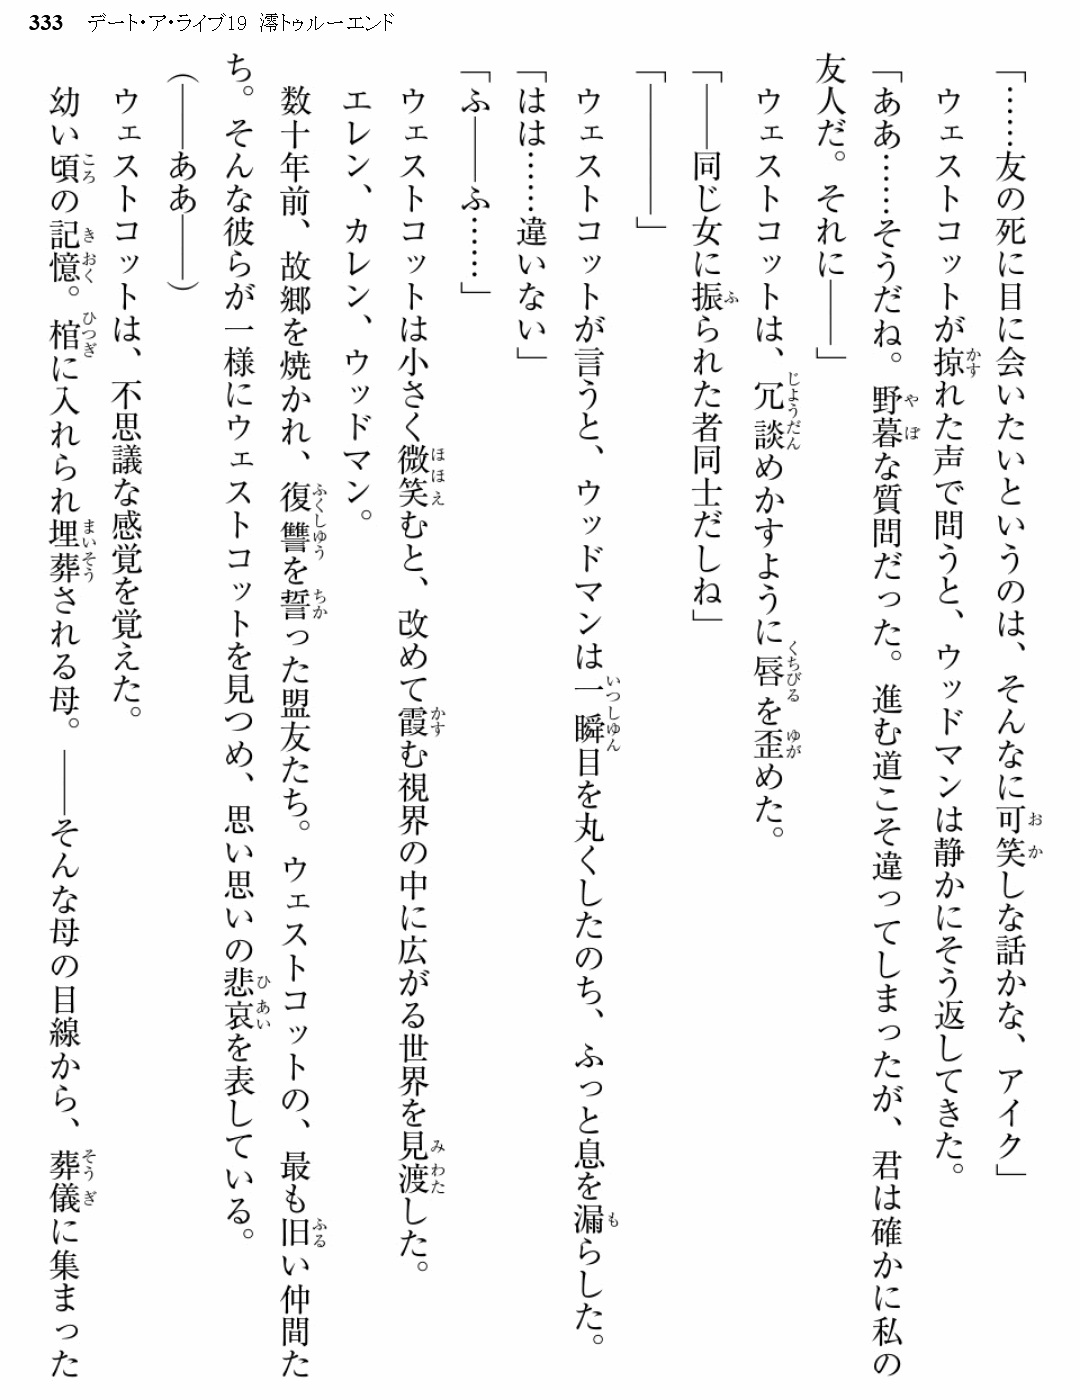 333 デート・ア・ライブ19 澪トゥルーエンド
「……友の死に目に会いたいというのは、そんなに可笑しな話かな、アイク」
ウェストコットが掠れた声で問うと、ウッドマンは静かにそう返してきた。
「ああ……そうだね。野暮な質問だった。進む道こそ違ってしまったが、君は確かに私の
友人だ。それに――」
ウェストコットは、冗談めかすように唇を歪めた。
「――同じ女に振られた者同士だしね」
「――――」
ウェストコットが言うと、ウッドマンは一瞬目を丸くしたのち、ふっと息を漏らした。
「はは……違いない」
「ふ――ふ……」
ウェストコットは小さく微笑むと、改めて霞む視界の中に広がる世界を見渡した。
エレン、カレン、ウッドマン。
数十年前、故郷を焼かれ、復讐を誓った盟友たち。ウェストコットの、最も旧い仲間た
ち。そんな彼らが一様にウェストコットを見つめ、思い思いの悲哀を表している。
（――ああ――）
ウェストコットは、不思議な感覚を覚えた。
幼い頃の記憶。棺に入れられ埋葬される母。――そんな母の目線から、葬儀に集まった